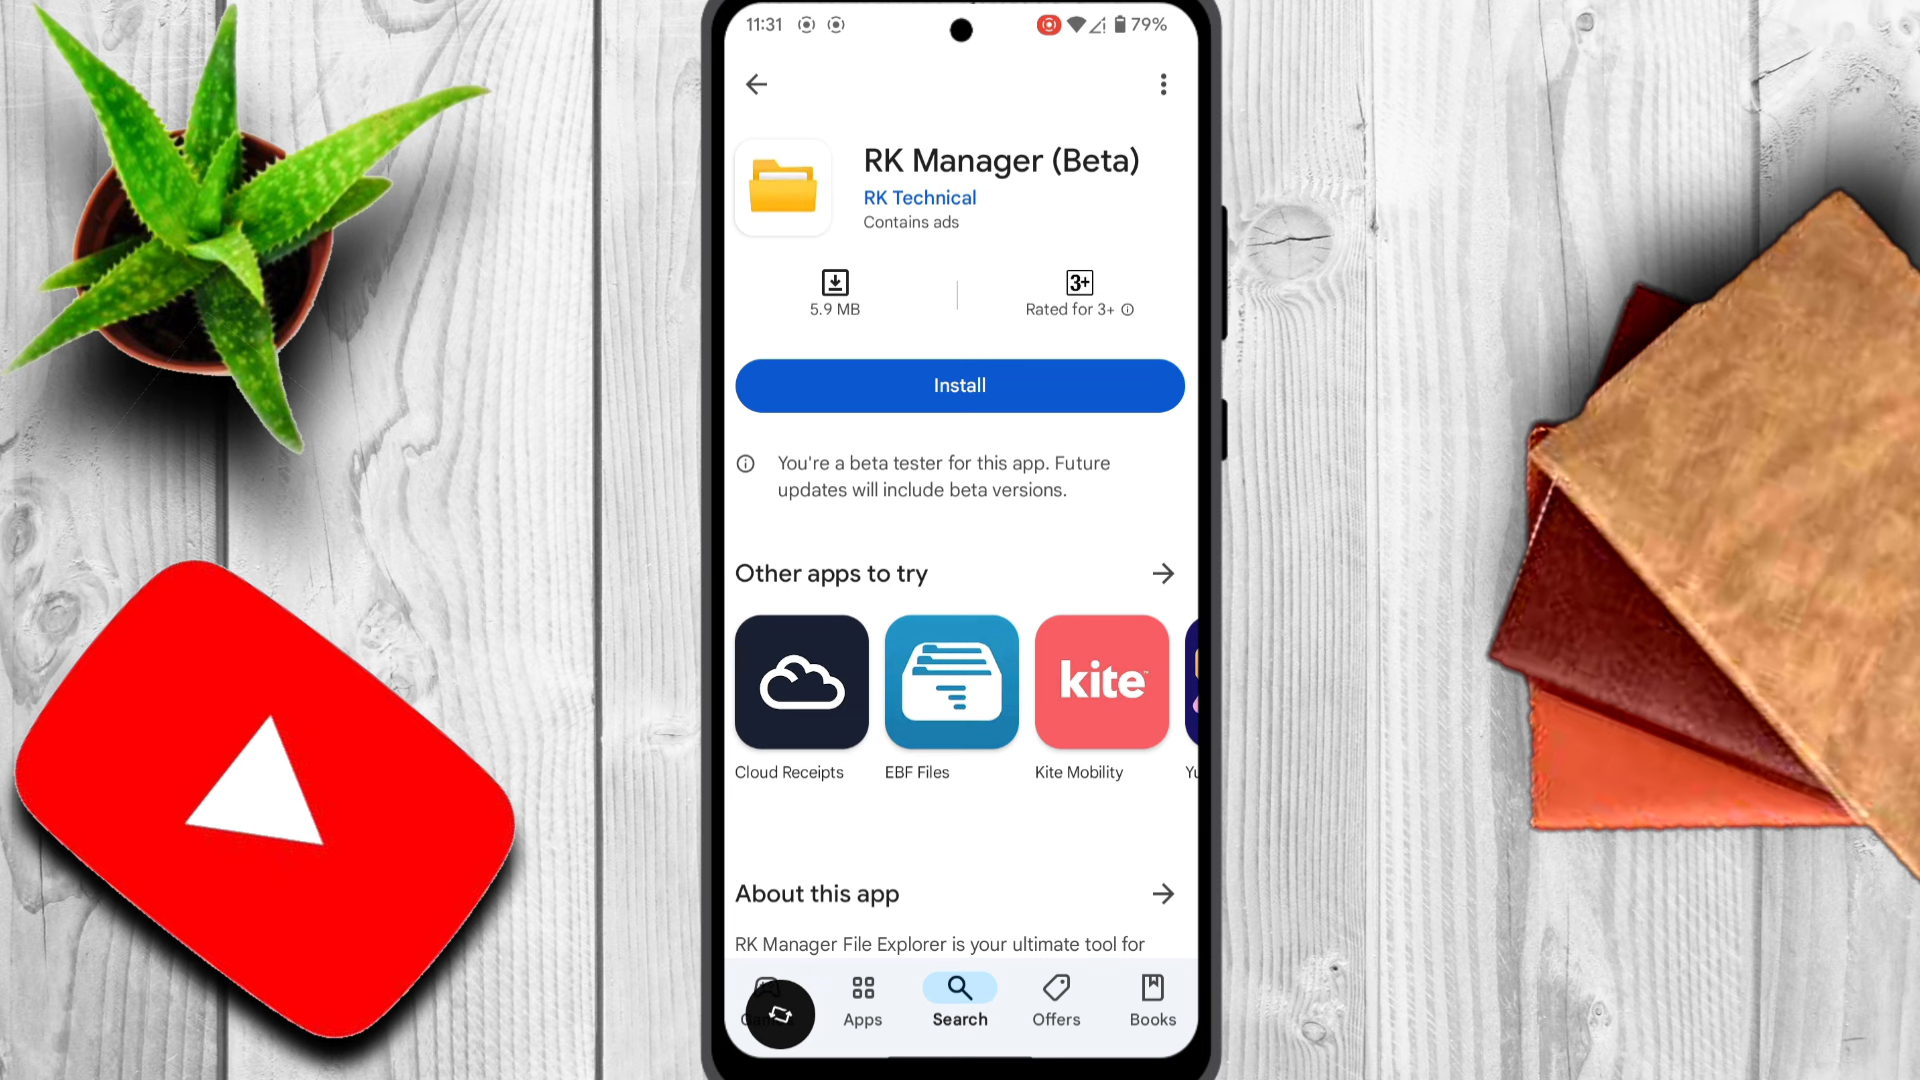 11:31
79%
RK Manager (Beta)
RK Technical
Contains ads
3+
5.9 MB
Rated for 3+
Install
You're a beta tester for this app. Future
updates will include beta versions.
Other apps to try
kite
Cloud Receipts
EBF Files
Kite Mobility
About this app
RK Manager File Explorer is your ultimate tool for
Apps
Search
Offers
Books